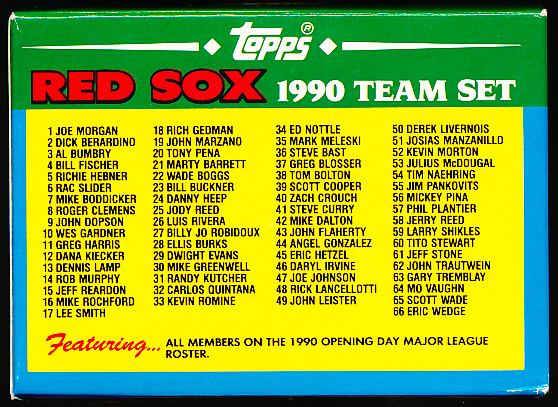 TOPPS®
RED SOX 1990 TEAM SET
1 JOE MORGAN
2 DICK BERARDINO
3 AL BUMBRY
4 BILL FISCHER
5 RICHIE HEBNER
6 RAC SLIDER
7 MIKE BODDICKER
8 ROGER CLEMENS
9 JOHN DOPSON
10 WES GARDNER
11 GREG HARRIS
12 DANA KIECKER
13 DENNIS LAMP
14 ROB MURPHY
15 JEFF REARDON
16 MIKE ROCHFORD
17 LEE SMITH
18 RICH GEDMAN
19 JOHN MARZANO
20 TONY PENA
21 MARTY BARRETT
22 WADE BOGGS
23 BILL BUCKNER
24 DANNY HEEP
25 JODY REED
26 LUIS RIVERA
27 BILLY JO ROBIDOUX
28 ELLIS BURKS
29 DWIGHT EVANS
30 MIKE GREENWELL
31 RANDY KUTCHER
32 CARLOS QUINTANA
33 KEVIN ROMINE
34 ED NOTTLE
35 MARK MELESKI
36 STEVE BAST
37 GREG BLOSSER
38 TOM BOLTON
39 SCOTT COOPER
40 ZACH CROUCH
41 STEVE CURRY
42 MIKE DALTON
43 JOHN FLAHERTY
44 ANGEL GONZALEZ
45 ERIC HETZEL
46 DARYL IRVINE
47 JOE JOHNSON
48 RICK LANCELLOTTI
49 JOHN LEISTER
50 DEREK LIVERNOIS
51 JOSIAS MANZANILLO
52 KEVIN MORTON
53 JULIUS McDOUGAL
54 TIM NAEHRING
55 JIM PANKOVITS
56 MICKEY PINA
57 PHIL PLANTIER
58 JERRY REED
59 LARRY SHIKLES
60 TITO STEWART
61 JEFF STONE
62 JOHN TRAUTWEIN
63 GARY TREMBLAY
64 MO VAUGHN
65 SCOTT WADE
66 ERIC WEDGE
Featuring... ALL MEMBERS ON THE 1990 OPENING DAY MAJOR LEAGUE
ROSTER.